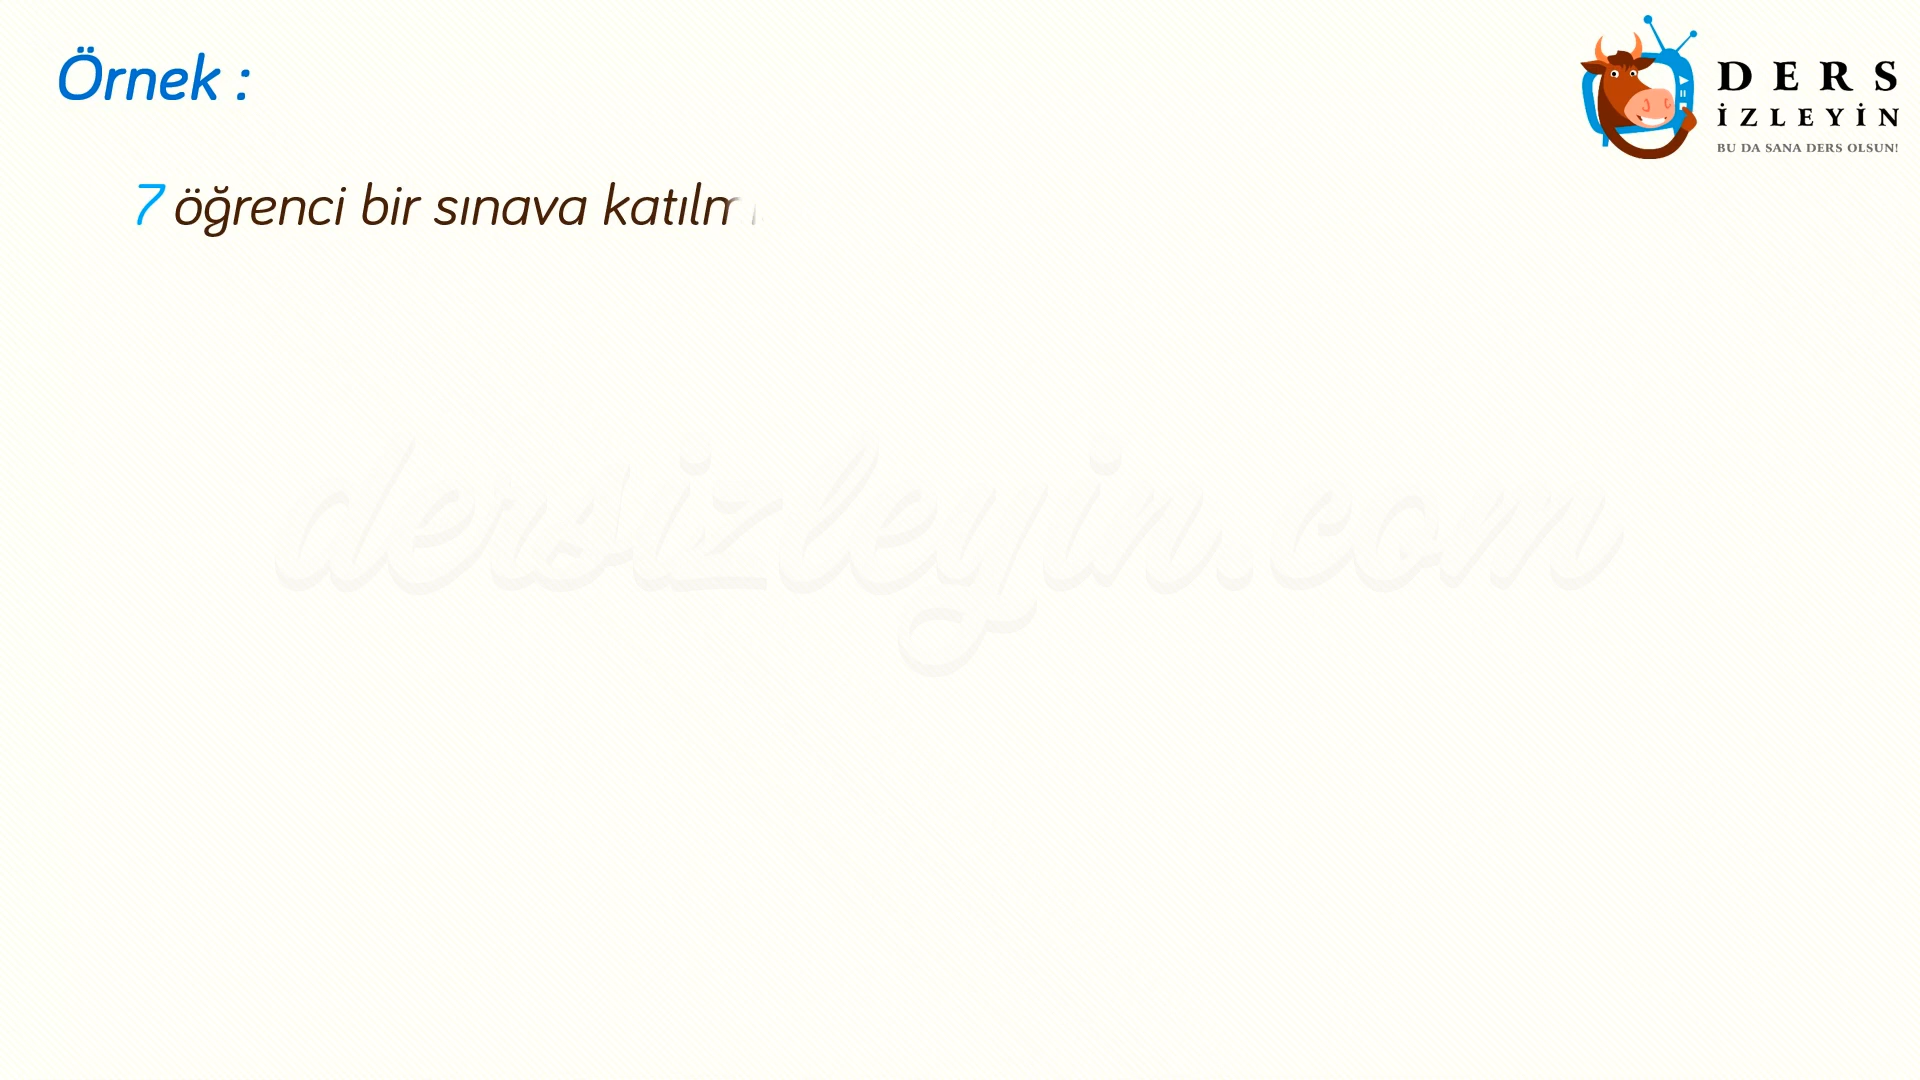 Örnek :
DERS
İZLEYİN
BU DA SANA DERS OLSUN!
7 öğrenci bir sınava katılm
dersizleyin.com